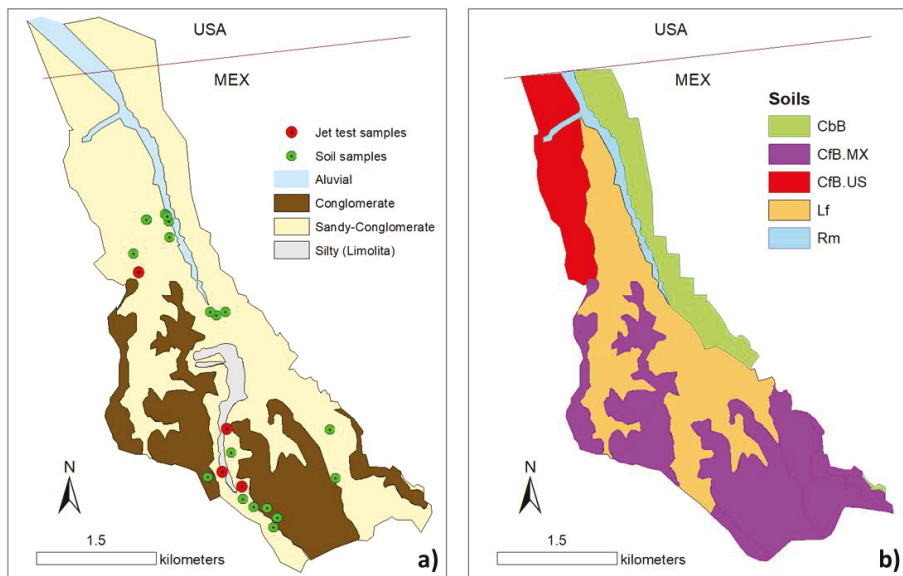 USA
MEX
Jet test samples
Soil samples
Aluvial
Conglomerate
Sandy-Conglomerate
Silty (Limolita)
N
1.5
kilometers
a)
USA
MEX
Soils
CbB
CfB.MX
CfB.US
Lf
Rm
N
1.5
kilometers
b)